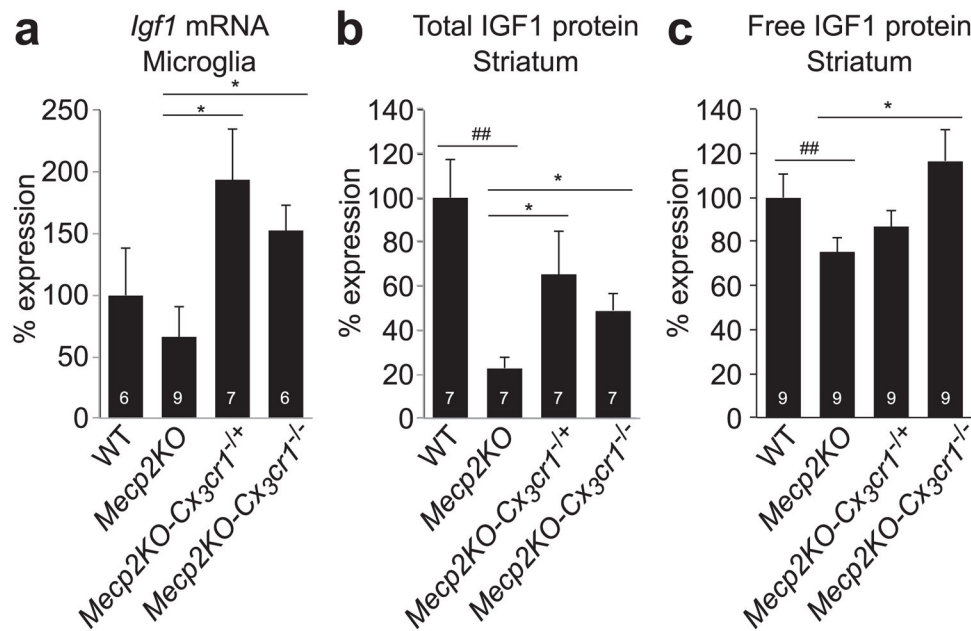 a
Igf1 mRNA
Microglia
% expression
250
200
150
100
50
0
*
*
6
9
7
6
WT
Mecp2KO
Mecp2KO-Cx3cr1-/+
Mecp2KO-Cx3cr1-/-
b
Total IGF1 protein
Striatum
% expression
140
120
100
80
60
40
20
0
##
*
*
7
7
7
7
WT
Mecp2KO
Mecp2KO-Cx3cr1-/+
Mecp2KO-Cx3cr1-/-
c
Free IGF1 protein
Striatum
% expression
140
120
100
80
60
40
20
0
*
##
9
9
9
9
WT
Mecp2KO
Mecp2KO-Cx3cr1-/+
Mecp2KO-Cx3cr1-/-